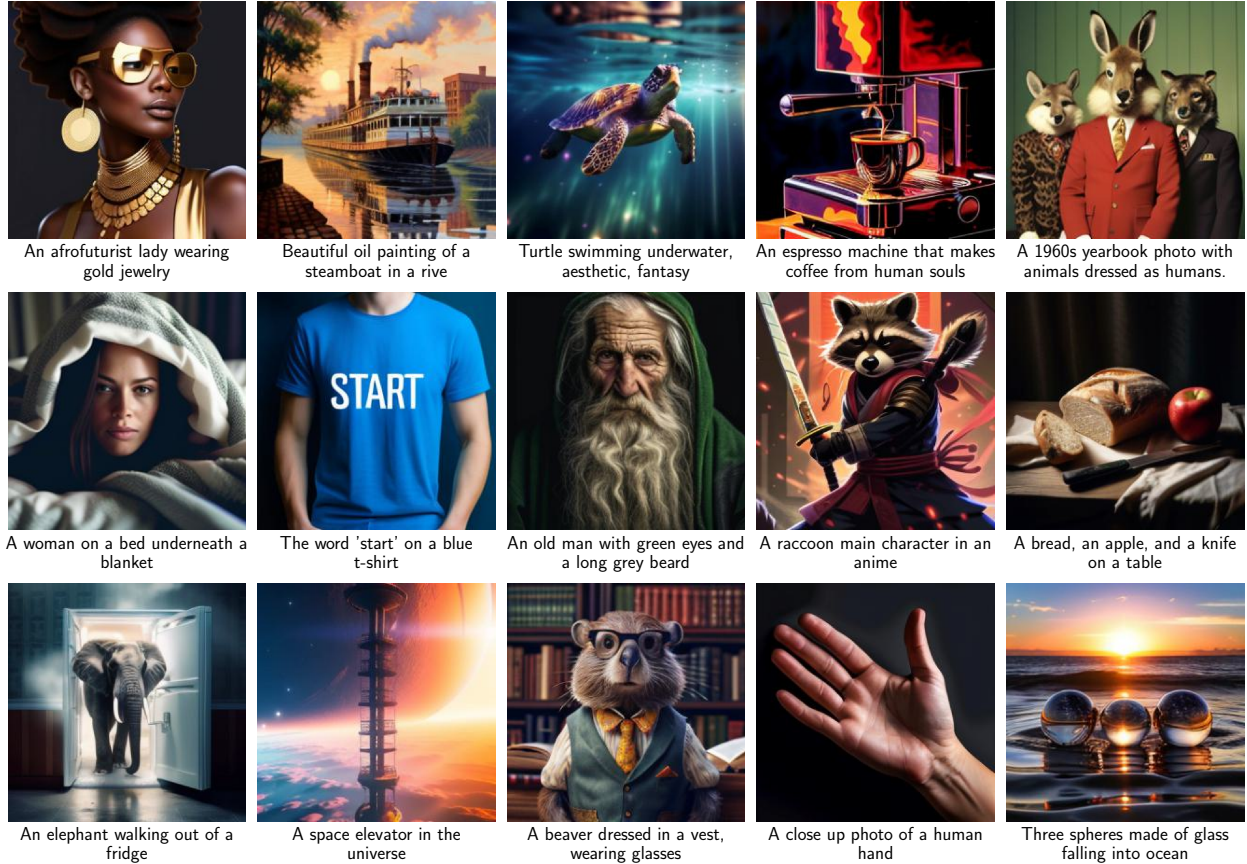 An afrofuturist lady wearing
gold jewelry
Beautiful oil painting of a
steamboat in a rive
Turtle swimming underwater,
aesthetic, fantasy
An espresso machine that makes
coffee from human souls
A 1960s yearbook photo with
animals dressed as humans.
START
A woman on a bed underneath a
blanket
The word 'start' on a blue
t-shirt
An old man with green eyes and
a long grey beard
A raccoon main character in an
anime
A bread, an apple, and a knife
on a table
An elephant walking out of a
fridge
A space elevator in the
universe
A beaver dressed in a vest,
wearing glasses
A close up photo of a human
hand
Three spheres made of glass
falling into ocean